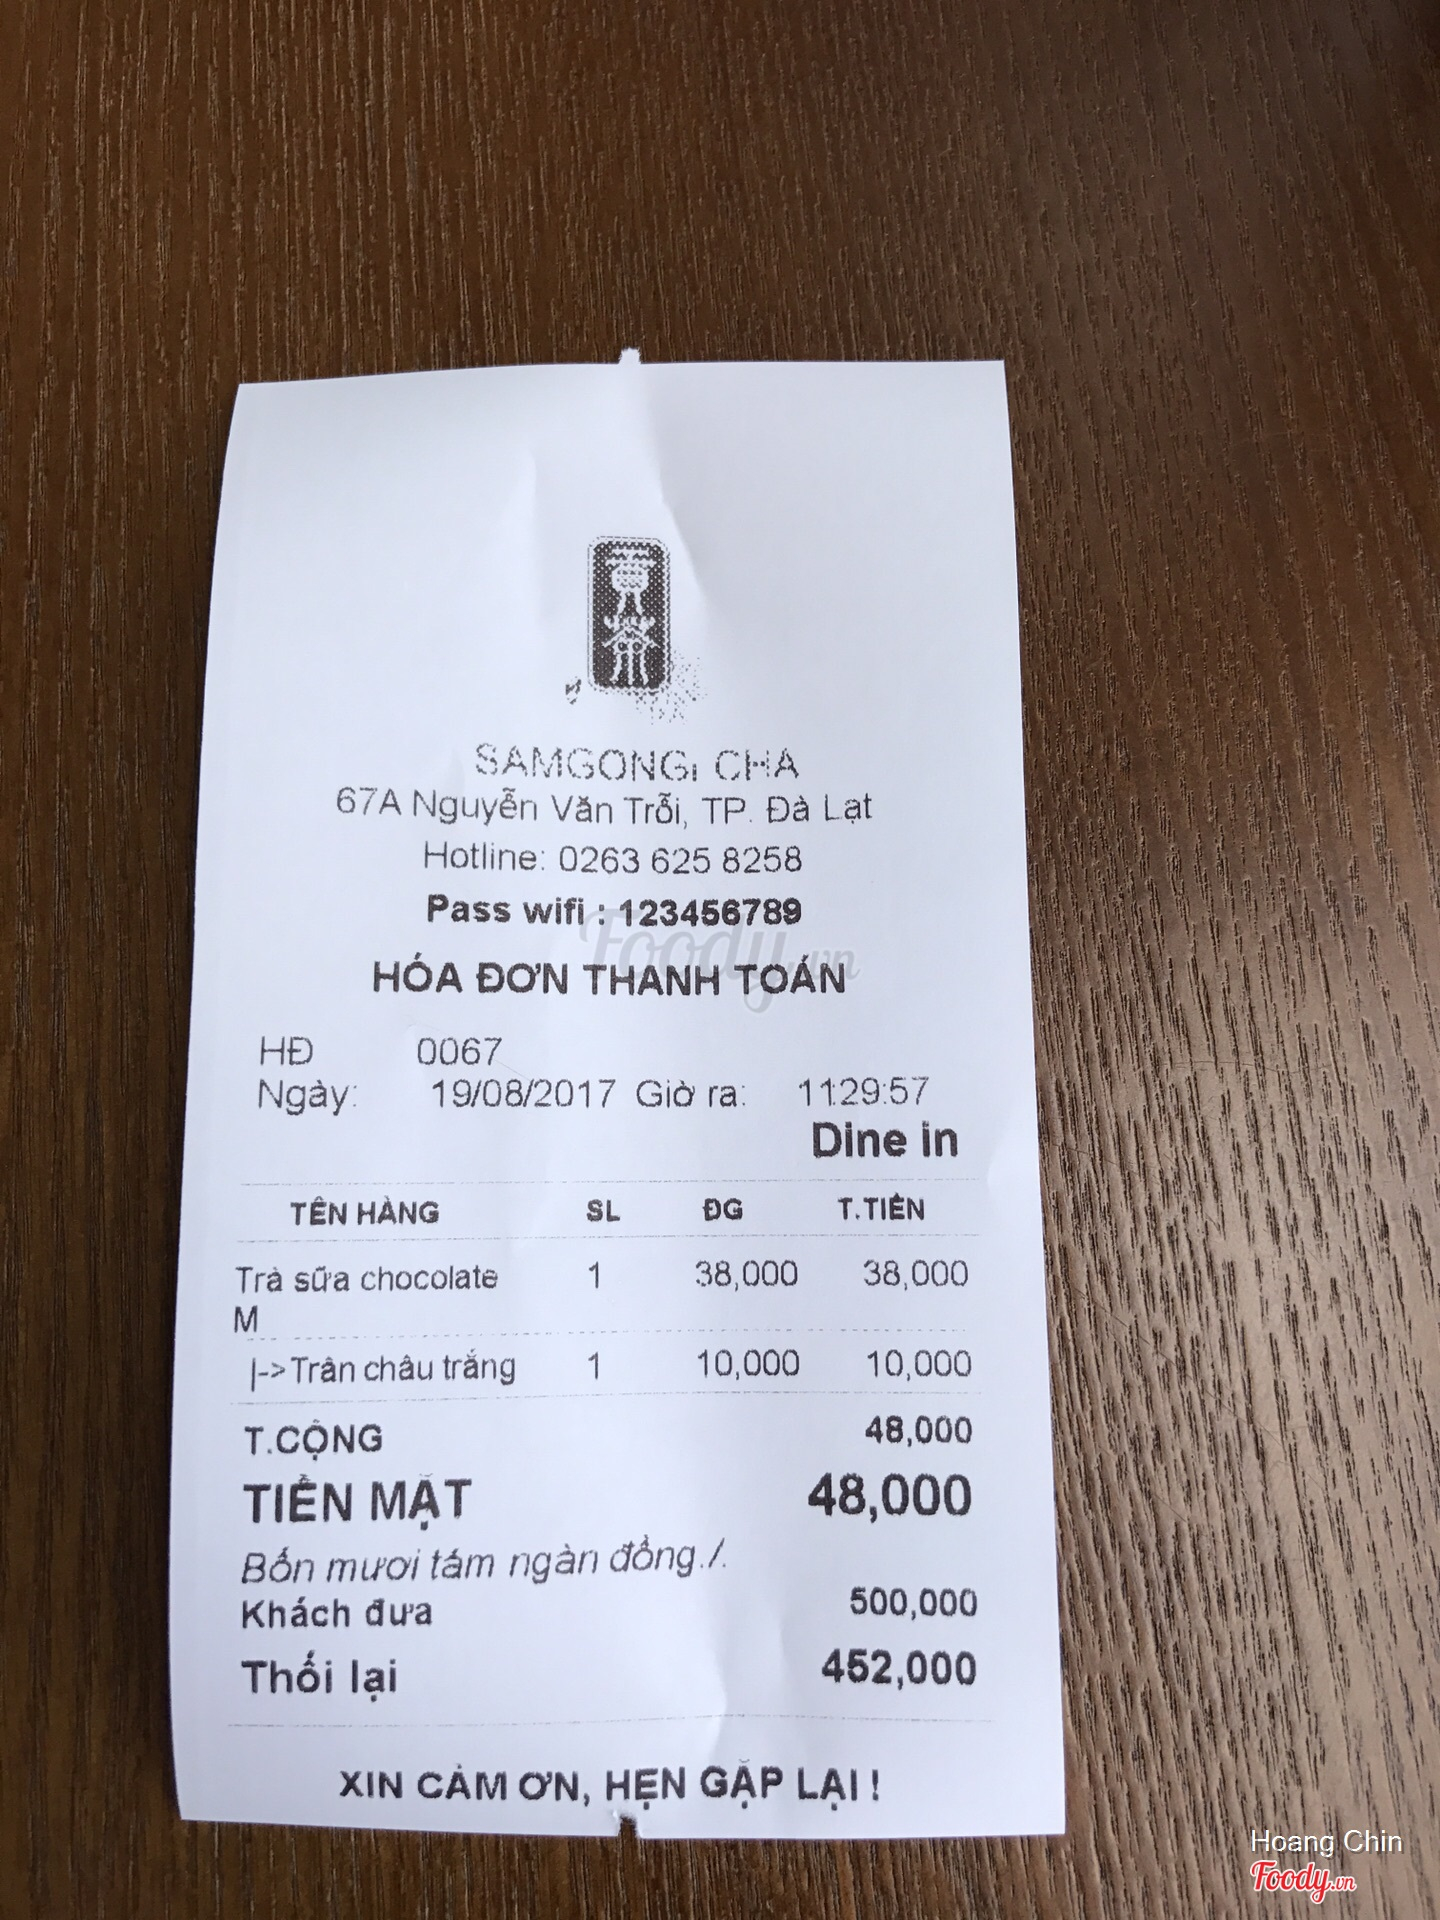 SAMGONGi CHA
67A Nguyễn Văn Trỗi, TP. Đà Lạt
Hotline: 0263 625 8258
Pass wifi : 123456789
Foody.vn
HÓA ĐƠN THANH TOÁN
HĐ 0067
Ngày: 19/08/2017 Giờ ra: 11:29:57
Dine in
TÊN HÀNG SL ĐG T.TIỀN
Trà sữa chocolate 1 38,000 38,000
M
|->Trân châu trắng 1 10,000 10,000
T.CỘNG 48,000
TIỀN MẶT 48,000
Bốn mươi tám ngàn đồng./.
Khách đưa 500,000
Thối lại 452,000
XIN CẢM ƠN, HẸN GẶP LẠI !
Hoang Chin
Foody.vn